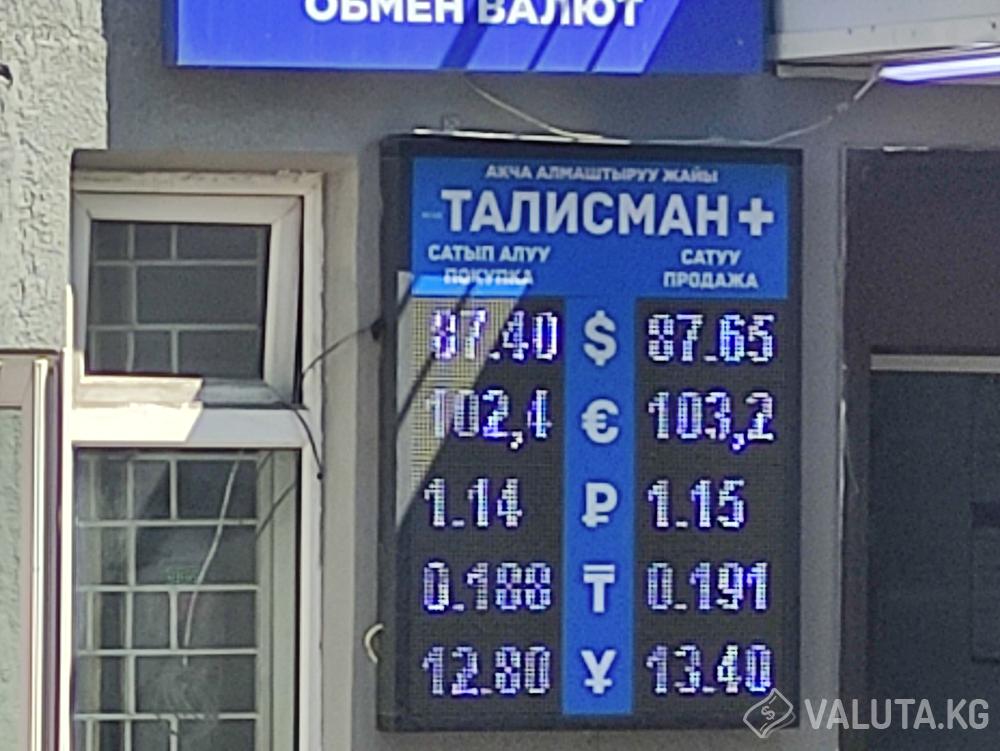 ОБМЕН ВАЛЮТ
АКЧА АЛМАШТЫРУУ ЖАЙЫ
ТАЛИСМАН+
САТЫП АЛУУ САТУУ
ПОКУПКА ПРОДАЖА
87.40 $ 87.65
102,4 € 103,2
1.14 ₽ 1.15
0.188 ₸ 0.191
12.80 ¥ 13.40
VALUTA.KG